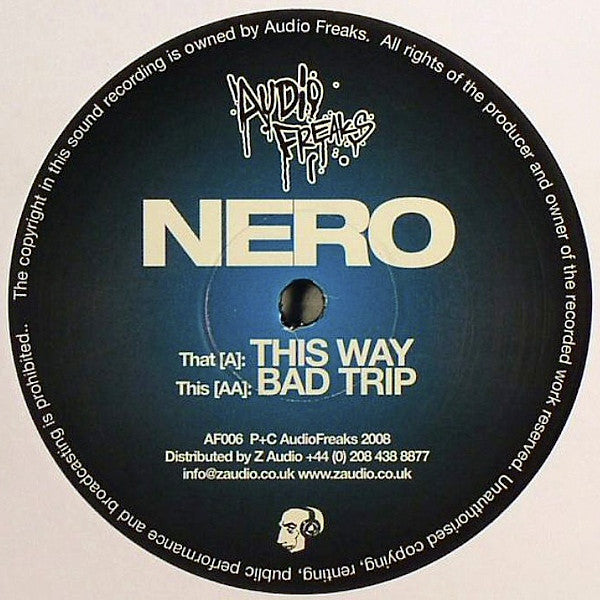 AUDIO
FREAKS
NERO
That [A]: THIS WAY
This [AA]: BAD TRIP
AF006 P+C AudioFreaks 2008
Distributed by Z Audio +44 (0) 208 438 8877
info@zaudio.co.uk www.zaudio.co.uk
The copyright in this sound recording is owned by Audio Freaks. All rights of the producer and owner of the recorded work reserved. Unauthorised copying, renting, public performance and broadcasting is prohibited..